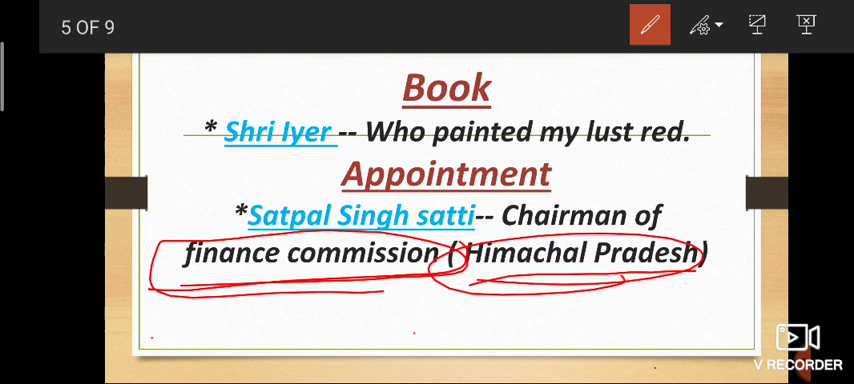 5 OF 9
Book
* Shri Iyer -- Who painted my lust red.
Appointment
*Satpal Singh satti-- Chairman of
finance commission ( Himachal Pradesh)
V RECORDER